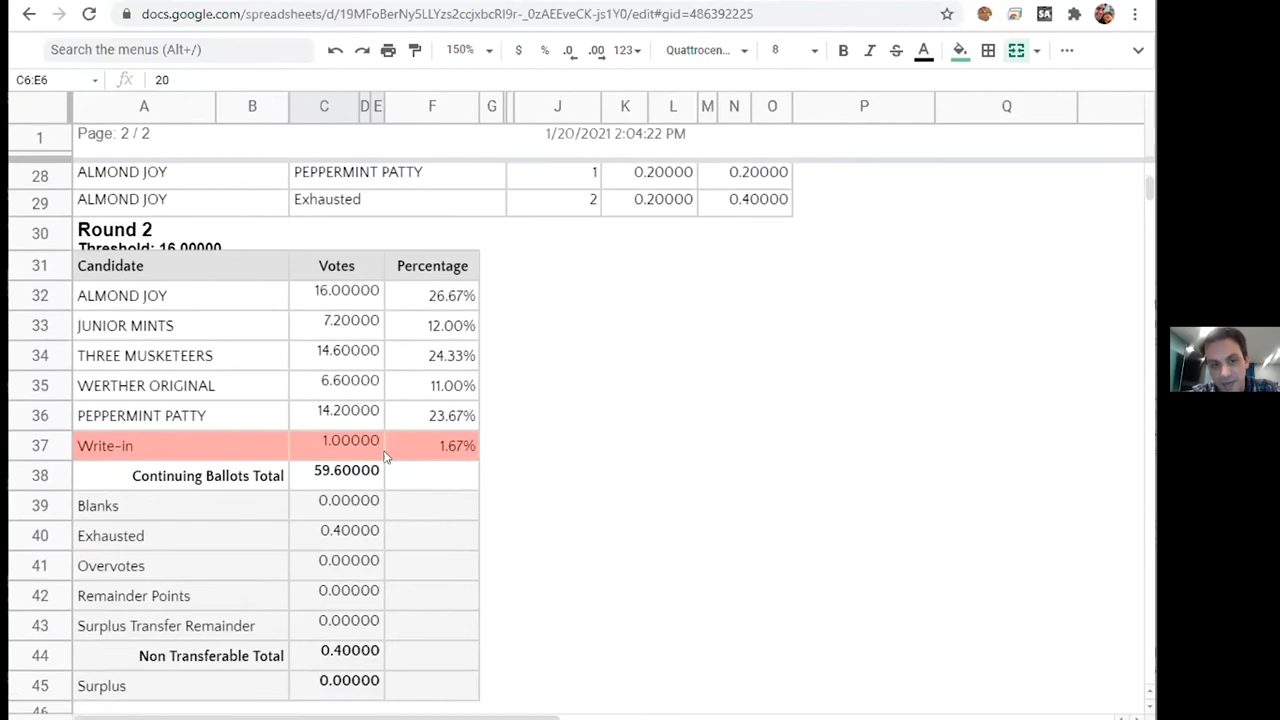 docs.google.com/spreadsheets/d/19MFoBerNy5LLYzs2ccjxbcRI9r-_0zAEEveCK-js1Y0/edit#gid=486392225
Search the menus (Alt+/) 150% $ % .0 .00 123 Quattrocen... 8 B I S A
C6:E6 fx 20
A B C D E F G J K L M N O P Q
1 Page: 2 / 2 1/20/2021 2:04:22 PM
28 ALMOND JOY PEPPERMINT PATTY 1 0.20000 0.20000
29 ALMOND JOY Exhausted 2 0.20000 0.40000
30 Round 2
Threshold: 16.00000
31 Candidate Votes Percentage
32 ALMOND JOY 16.00000 26.67%
33 JUNIOR MINTS 7.20000 12.00%
34 THREE MUSKETEERS 14.60000 24.33%
35 WERTHER ORIGINAL 6.60000 11.00%
36 PEPPERMINT PATTY 14.20000 23.67%
37 Write-in 1.00000 1.67%
38 Continuing Ballots Total 59.60000
39 Blanks 0.00000
40 Exhausted 0.40000
41 Overvotes 0.00000
42 Remainder Points 0.00000
43 Surplus Transfer Remainder 0.00000
44 Non Transferable Total 0.40000
45 Surplus 0.00000
46